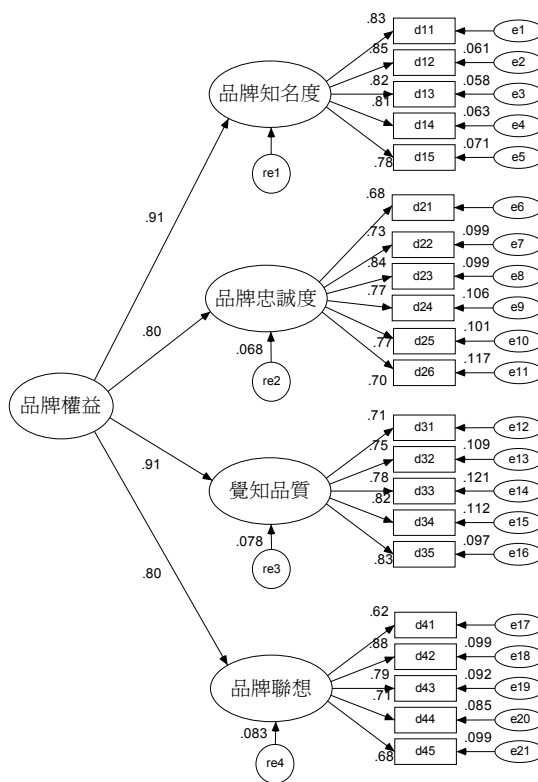 .83
d11
e1
.85
d12
.061
e2
.82
d13
.058
e3
品牌知名度
.81
d14
.063
e4
.78
d15
.071
e5
re1
.91
.68
d21
e6
.73
d22
.099
e7
.84
d23
.099
e8
品牌忠誠度
.77
d24
.106
e9
.77
d25
.101
e10
.70
d26
.117
e11
.80
.068
re2
品牌權益
.71
d31
e12
.75
d32
.109
e13
.78
d33
.121
e14
覺知品質
.82
d34
.112
e15
.83
d35
.097
e16
.91
.078
re3
.80
.62
d41
e17
.88
d42
.099
e18
.79
d43
.092
e19
品牌聯想
.71
d44
.085
e20
.68
d45
.099
e21
.083
re4